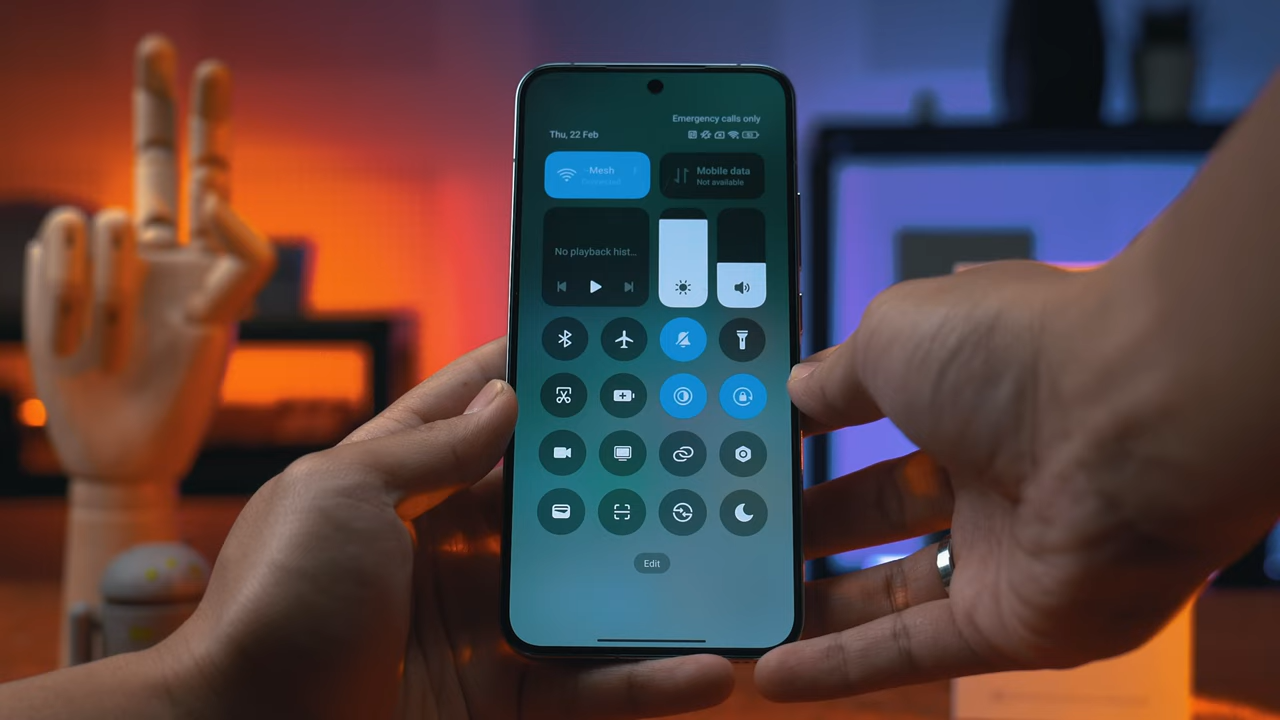 Emergency calls only
Thu, 22 Feb
Mesh
Mobile data
Not available
No playback hist...
Edit